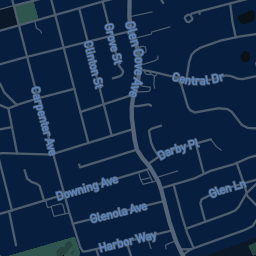 Grove St
Glen Cove Ave
Clinton St
Central Dr
Carpenter Ave
Darby Pl
Downing Ave
Glen Ln
Glenola Ave
Harbor Way